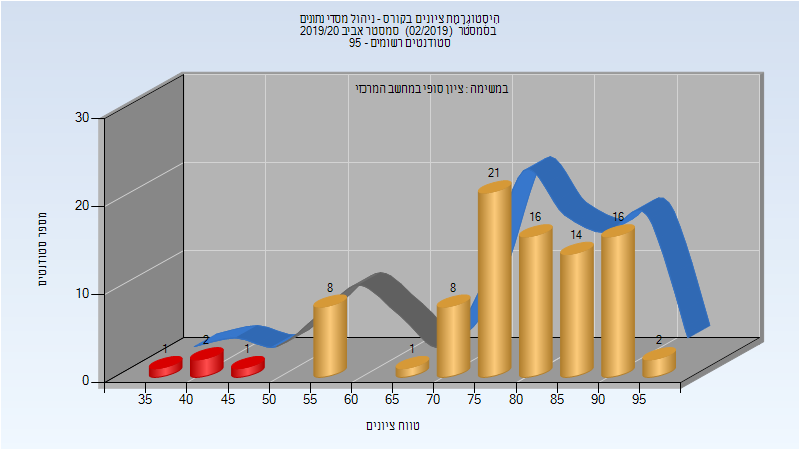 היסטוגרמת ציונים בקורס - ניהול מסדי נתונים
בסמסטר (02/2019) סמסטר אביב 2019/20
סטודנטים רשומים - 95
במשימה : ציון סופי במחשב המרכזי
מספר סטודנטים
30
20
10
0
1
2
1
8
1
8
21
16
14
16
2
35 40 45 50 55 60 65 70 75 80 85 90 95
טווח ציונים